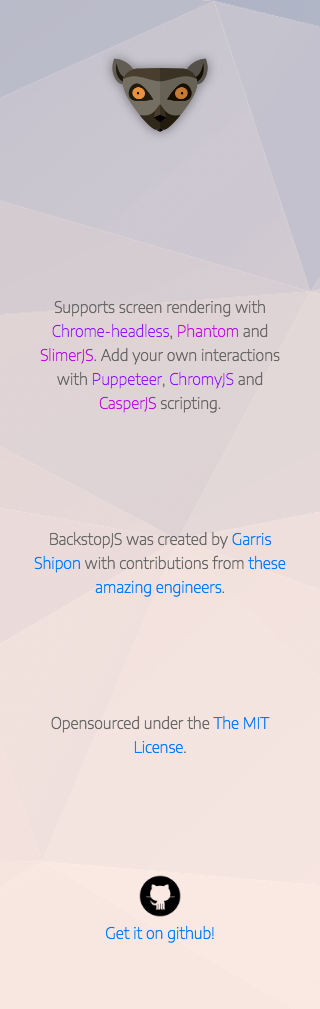 Supports screen rendering with
Chrome-headless, Phantom and
SlimerJS. Add your own interactions
with Puppeteer, ChromyJS and
CasperJS scripting.
BackstopJS was created by Garris
Shipon with contributions from these
amazing engineers.
Opensourced under the The MIT
License.
Get it on github!